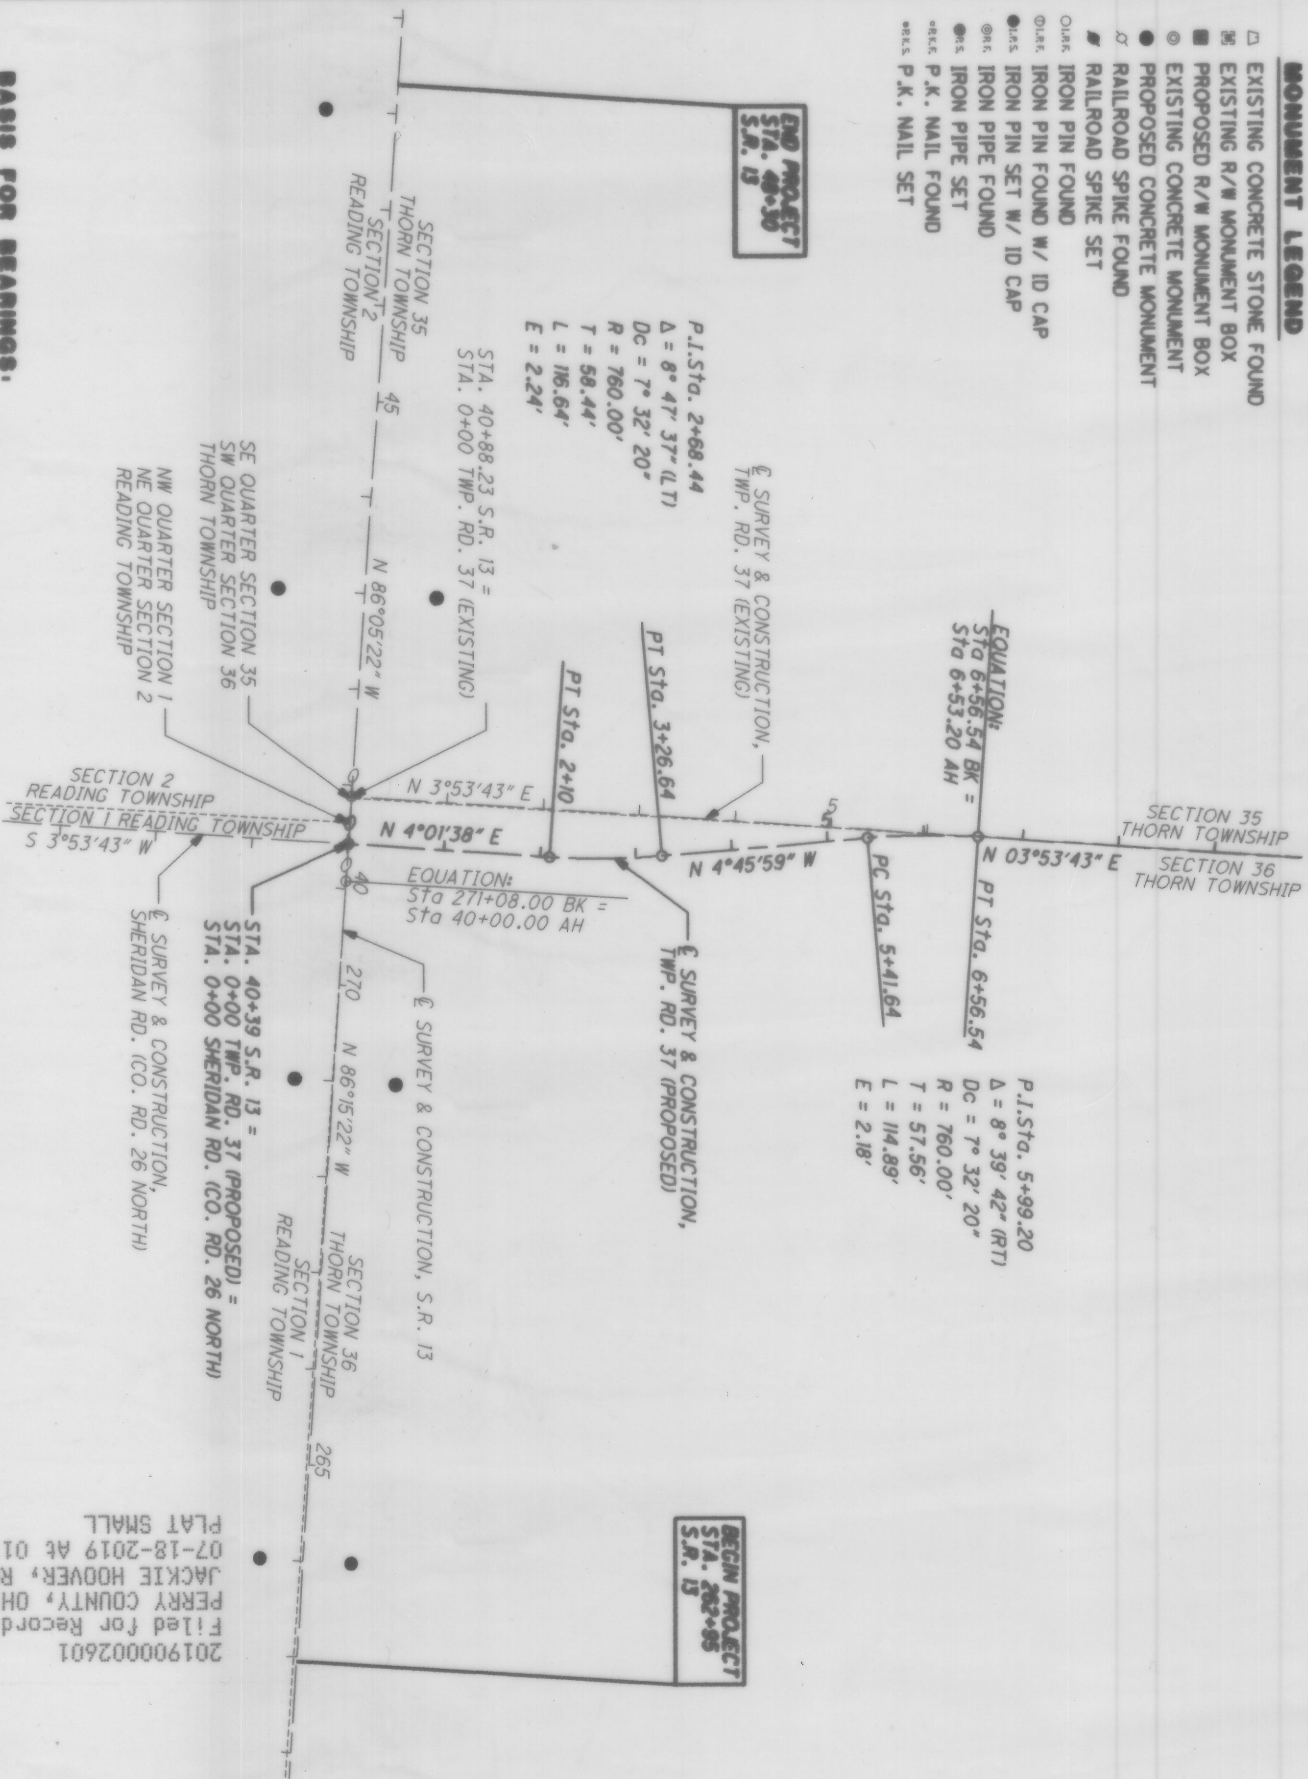 MONUMENT LEGEND
EXISTING CONCRETE STONE FOUND
EXISTING R/W MONUMENT BOX
PROPOSED R/W MONUMENT BOX
EXISTING CONCRETE MONUMENT
PROPOSED CONCRETE MONUMENT
RAILROAD SPIKE FOUND
RAILROAD SPIKE SET
I.P.F. IRON PIN FOUND
I.P.F. IRON PIN FOUND W/ ID CAP
I.P.S. IRON PIN SET W/ ID CAP
P.F. IRON PIPE FOUND
P.S. IRON PIPE SET
P.K.F. P.K. NAIL FOUND
P.K.S. P.K. NAIL SET
END PROJECT
STA. 48+30
S.R. 13
EQUATION:
Sta 6+56.54 BK =
Sta 6+53.20 AH
SECTION 35
THORN TOWNSHIP
SECTION 36
THORN TOWNSHIP
N 03°53'43" E
PT Sta. 6+56.54
P.I.Sta. 5+99.20
Δ = 8° 39' 42" (RT)
Dc = 7° 32' 20"
R = 760.00'
T = 57.56'
L = 114.89'
E = 2.18'
PC Sta. 5+41.64
5
5
℄ SURVEY & CONSTRUCTION,
TWP. RD. 37 (EXISTING)
P.I.Sta. 2+68.44
Δ = 8° 47' 37" (LT)
Dc = 7° 32' 20"
R = 760.00'
T = 58.44'
L = 116.64'
E = 2.24'
PT Sta. 3+26.64
N 4°45'59" W
℄ SURVEY & CONSTRUCTION,
TWP. RD. 37 (PROPOSED)
PT Sta. 2+10
BEGIN PROJECT
STA. 262+95
S.R. 13
STA. 40+88.23 S.R. 13 =
STA. 0+00 TWP. RD. 37 (EXISTING)
N 3°53'43" E
N 4°01'38" E
EQUATION:
Sta 271+08.00 BK =
Sta 40+00.00 AH
SECTION 35
THORN TOWNSHIP
SECTION 2
READING TOWNSHIP
45
N 86°05'22" W
40
270
N 86°15'22" W
℄ SURVEY & CONSTRUCTION, S.R. 13
SECTION 36
THORN TOWNSHIP
SECTION 1
READING TOWNSHIP
265
SE QUARTER SECTION 35
SW QUARTER SECTION 36
THORN TOWNSHIP
NW QUARTER SECTION 1
NE QUARTER SECTION 2
READING TOWNSHIP
SECTION 2
READING TOWNSHIP
SECTION 1 READING TOWNSHIP
S 3°53'43" W
STA. 40+39 S.R. 13 =
STA. 0+00 TWP. RD. 37 (PROPOSED) =
STA. 0+00 SHERIDAN RD. (CO. RD. 26 NORTH)
℄ SURVEY & CONSTRUCTION,
SHERIDAN RD. (CO. RD. 26 NORTH)
BASIS FOR BEARINGS:
201900002601
Filed for Record
PERRY COUNTY, OH
JACKIE HOOVER, R
07-18-2019 At 01
PLAT SMALL